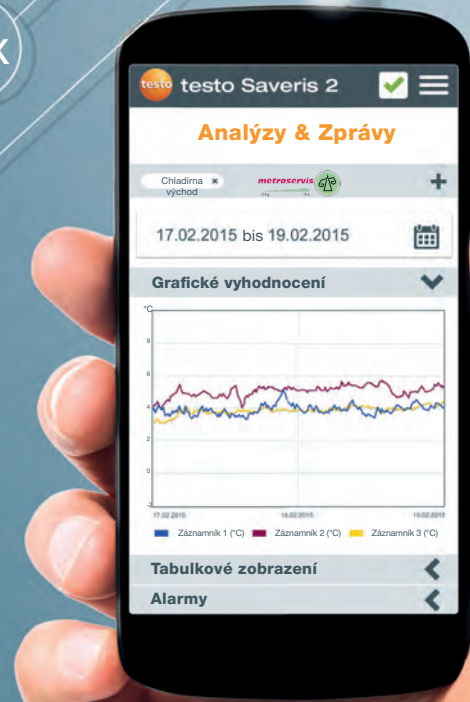 x
testo testo Saveris 2
Analýzy & Zprávy
Chladírna
východ
metroservis
17.02.2015 bis 19.02.2015
Grafické vyhodnocení
°C
8
6
4
2
0
17.02.2015 18.02.2015 19.02.2015
Záznamník 1 (°C) Záznamník 2 (°C) Záznamník 3 (°C)
Tabulkové zobrazení
Alarmy